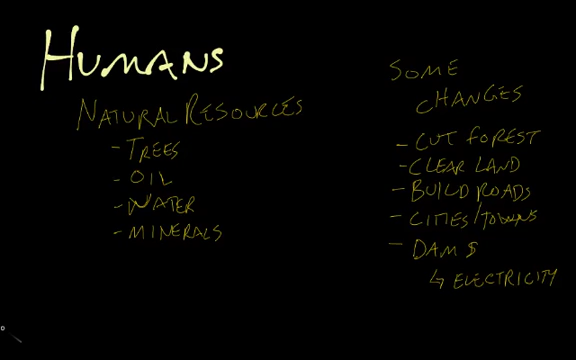 HUMANS
NATURAL RESOURCES
- TREES
- OIL
- WATER
- MINERALS
SOME
CHANGES
- CUT FOREST
- CLEAR LAND
- BUILD ROADS
- CITIES/TOWNS
- DAMS
↳ ELECTRICITY